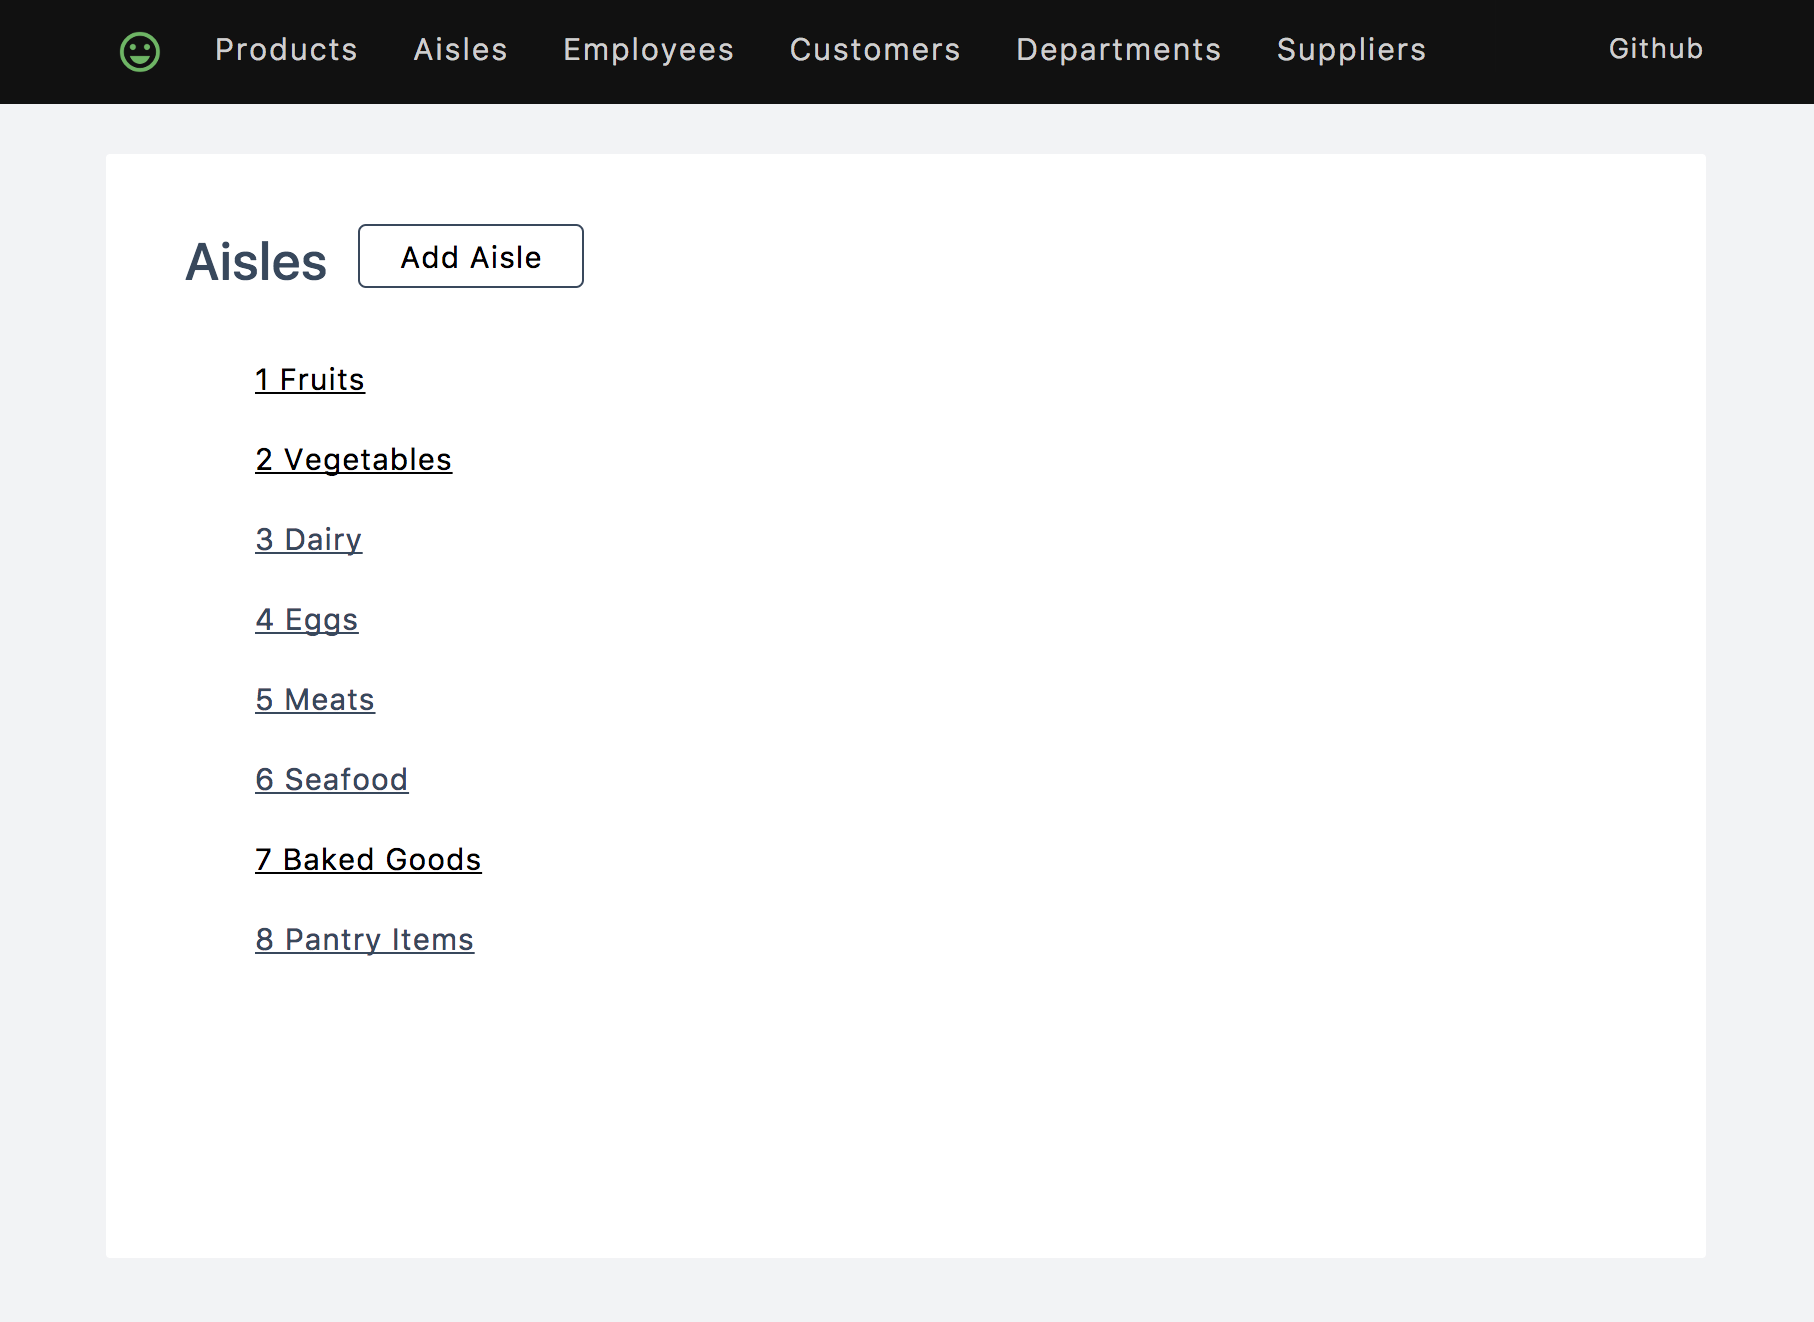 Products Aisles Employees Customers Departments Suppliers Github
Aisles Add Aisle
1 Fruits
2 Vegetables
3 Dairy
4 Eggs
5 Meats
6 Seafood
7 Baked Goods
8 Pantry Items